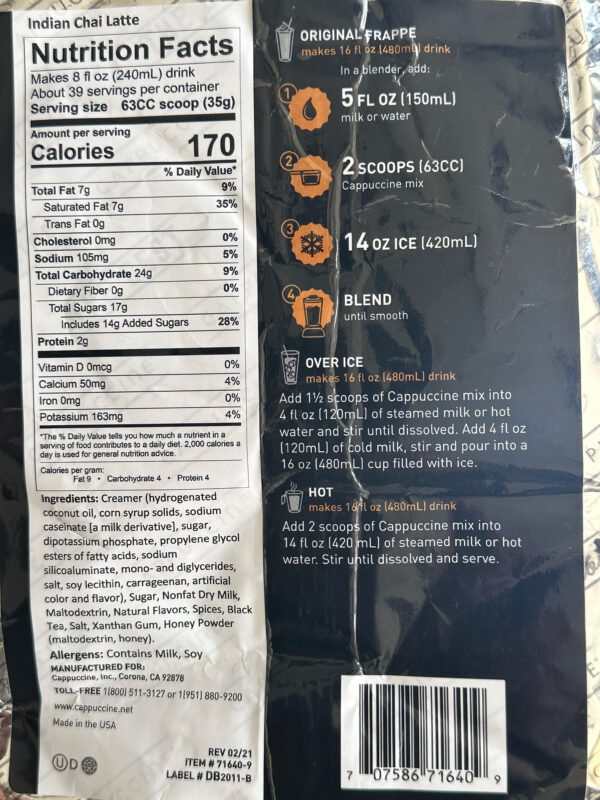 Indian Chai Latte
Nutrition Facts
Makes 8 fl oz (240mL) drink
About 39 servings per container
Serving size 63CC scoop (35g)
Amount per serving
Calories 170
% Daily Value*
Total Fat 7g 9%
Saturated Fat 7g 35%
Trans Fat 0g
Cholesterol 0mg 0%
Sodium 105mg 5%
Total Carbohydrate 24g 9%
Dietary Fiber 0g 0%
Total Sugars 17g
Includes 14g Added Sugars 28%
Protein 2g
Vitamin D 0mcg 0%
Calcium 50mg 4%
Iron 0mg 0%
Potassium 163mg 4%
*The % Daily Value tells you how much a nutrient in a
serving of food contributes to a daily diet. 2,000 calories a
day is used for general nutrition advice.
Calories per gram:
Fat 9 • Carbohydrate 4 • Protein 4
Ingredients: Creamer (hydrogenated
coconut oil, corn syrup solids, sodium
caseinate [a milk derivative], sugar,
dipotassium phosphate, propylene glycol
esters of fatty acids, sodium
silicoaluminate, mono- and diglycerides,
salt, soy lecithin, carrageenan, artificial
color and flavor), Sugar, Nonfat Dry Milk,
Maltodextrin, Natural Flavors, Spices, Black
Tea, Salt, Xanthan Gum, Honey Powder
(maltodextrin, honey).
Allergens: Contains Milk, Soy
MANUFACTURED FOR:
Cappuccine, Inc., Corona, CA 92878
TOLL-FREE 1(800) 511-3127 or 1(951) 880-9200
www.cappuccine.net
Made in the USA
U D
REV 02/21
ITEM # 71640-9
LABEL # DB2011-B
ORIGINAL FRAPPE
makes 16 fl oz (480mL) drink
In a blender, add:
1
5 FL OZ (150mL)
milk or water
2
2 SCOOPS (63CC)
Cappuccine mix
3
14 OZ ICE (420mL)
4
BLEND
until smooth
OVER ICE
makes 16 fl oz (480mL) drink
Add 1½ scoops of Cappuccine mix into
4 fl oz (120mL) of steamed milk or hot
water and stir until dissolved. Add 4 fl oz
(120mL) of cold milk, stir and pour into a
16 oz (480mL) cup filled with ice.
HOT
makes 16 fl oz (480mL) drink
Add 2 scoops of Cappuccine mix into
14 fl oz (420 mL) of steamed milk or hot
water. Stir until dissolved and serve.
7 07586 71640 9